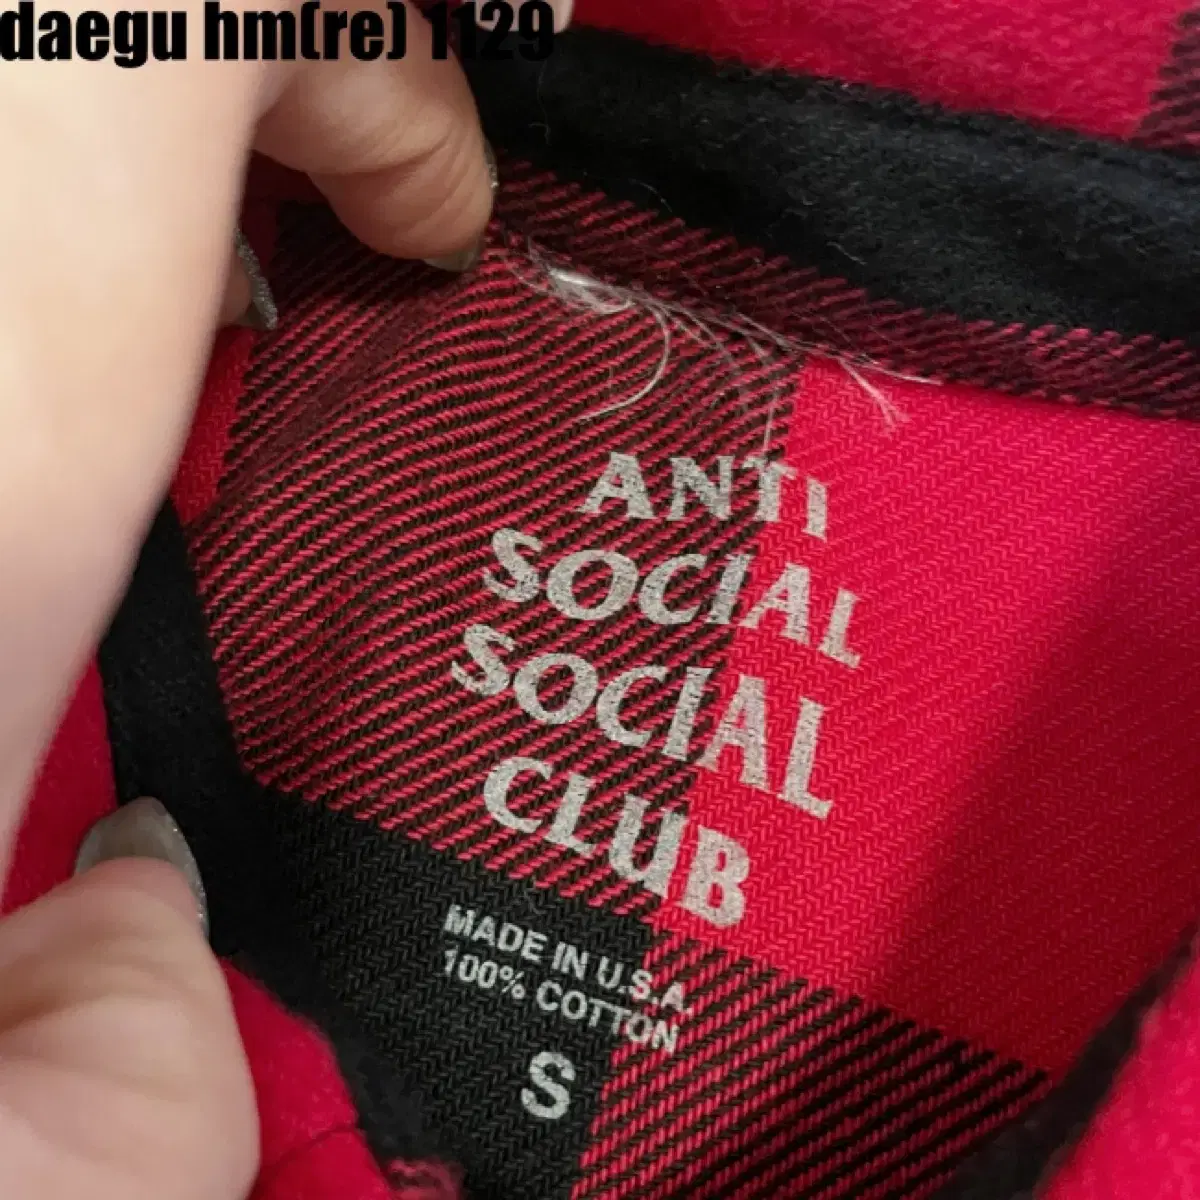 daegu hm(re) 1129
ANTI
SOCIAL
SOCIAL
CLUB
MADE IN U.S.A.
100% COTTON
S